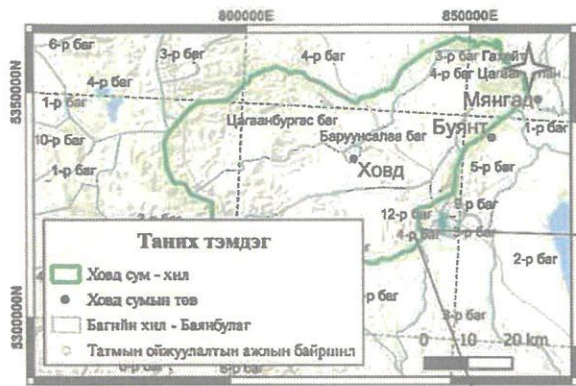 800000E
850000E
6-р баг
3-р баг
4-р баг
3-р баг Гахайт
4-р баг
4-р баг Цагаан
5350000N
1-р баг
Цагаанбургас баг
Мянгад
10-р баг
Баруунсалаа баг
Буянт
1-р баг
1-р баг
Ховд
5-р баг
12-р баг
2-р баг
Таних тэмдэг
Ховд сум - хил
Ховд сумын төв
Багийн хил - Баянбулаг
Татмын ойжуулалтын ажлын байршил
5300000N
3-р баг
0
10
20 km